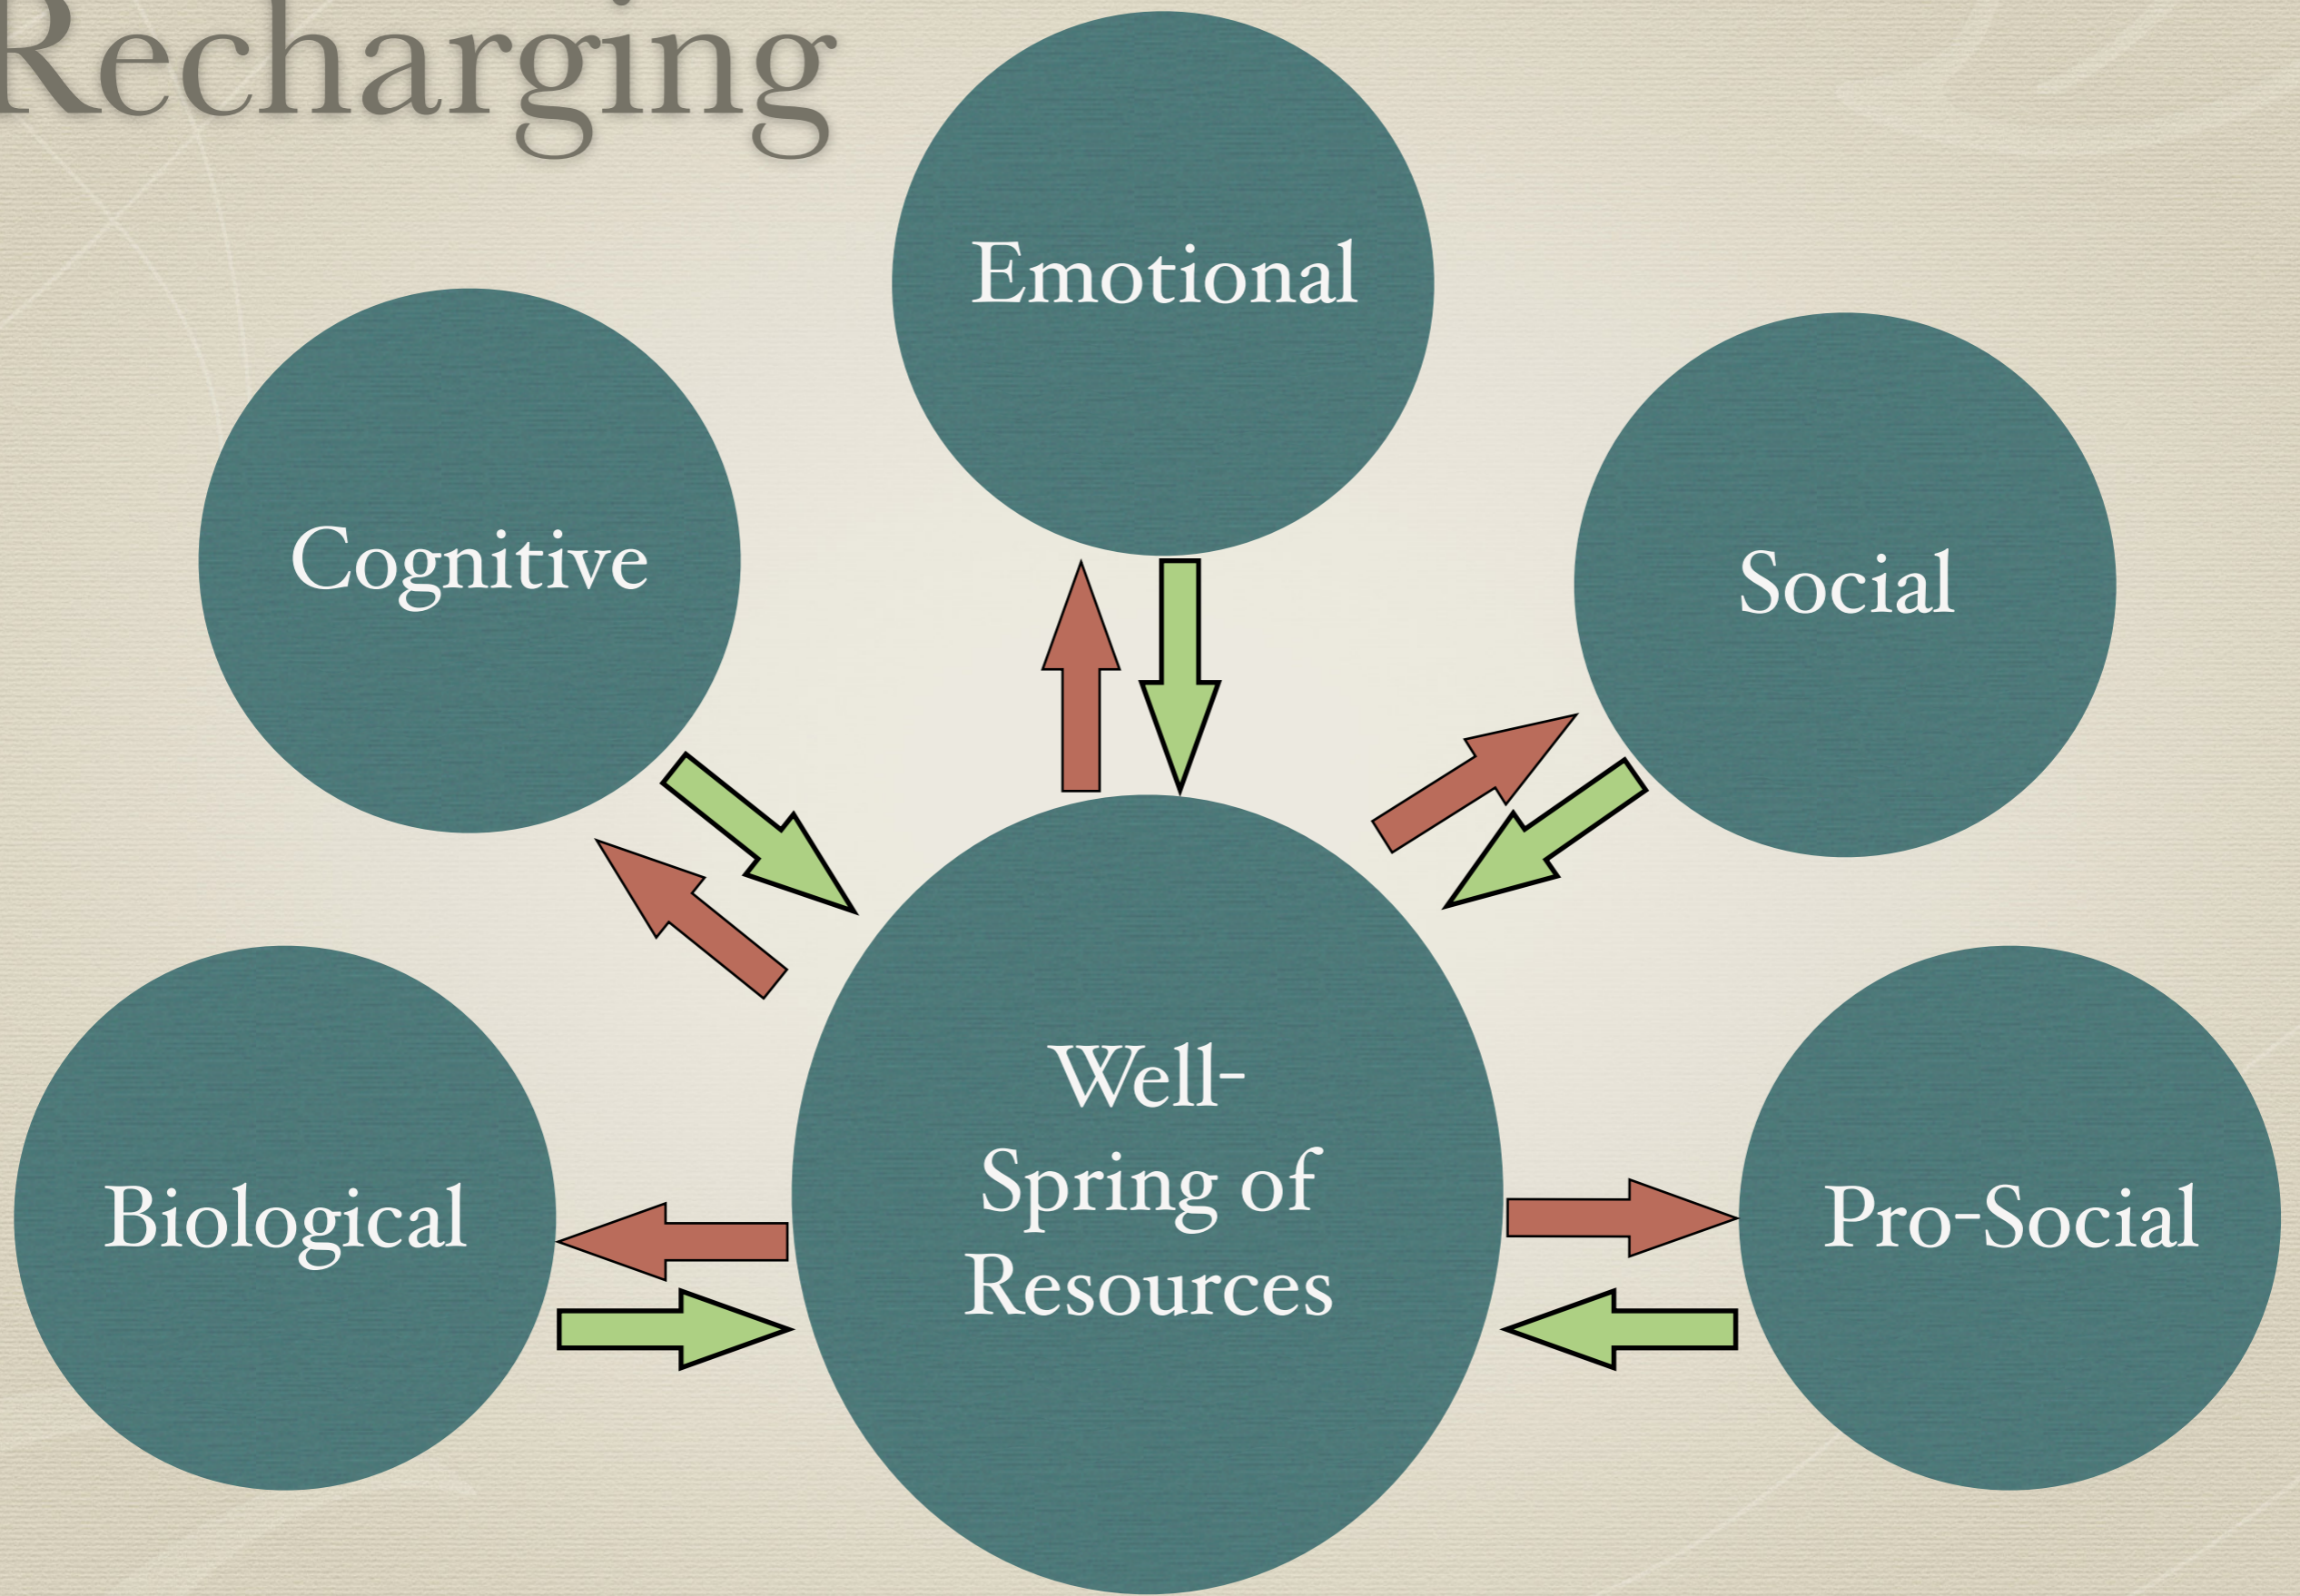 Recharging
Emotional
Cognitive
Social
Biological
Well-
Spring of
Resources
Pro-Social